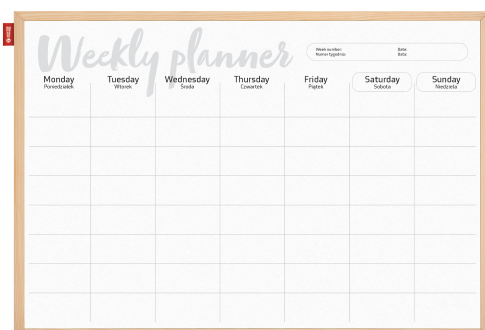 Weekly planner
Week number: Date:
Numer tygodnia: Data:
Monday Tuesday Wednesday Thursday Friday Saturday Sunday
Poniedziałek Wtorek Środa Czwartek Piątek Sobota Niedziela